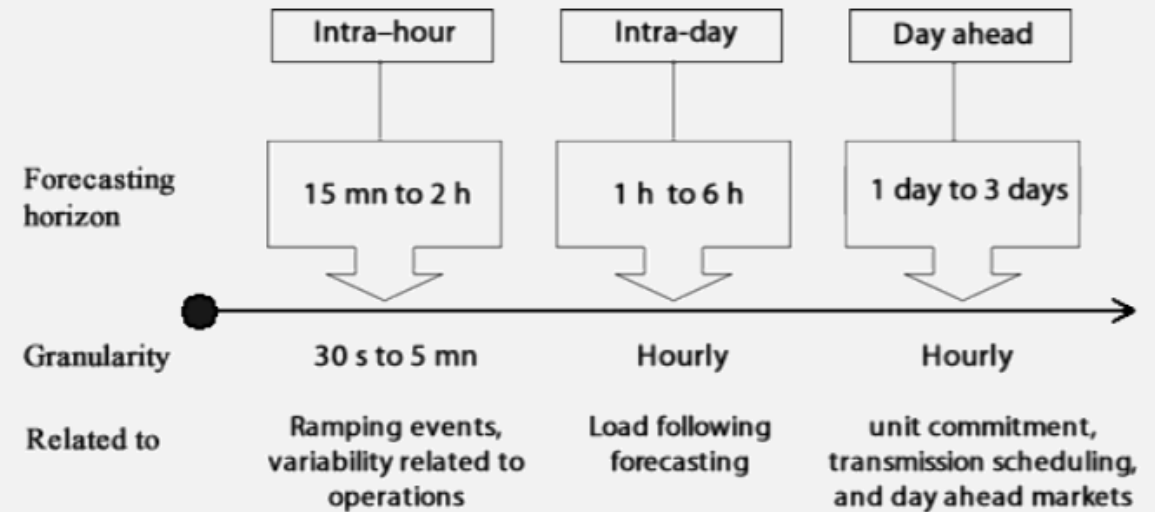 Intra–hour
Intra-day
Day ahead
Forecasting
horizon
15 mn to 2 h
1 h to 6 h
1 day to 3 days
Granularity
30 s to 5 mn
Hourly
Hourly
Related to
Ramping events,
variability related to
operations
Load following
forecasting
unit commitment,
transmission scheduling,
and day ahead markets